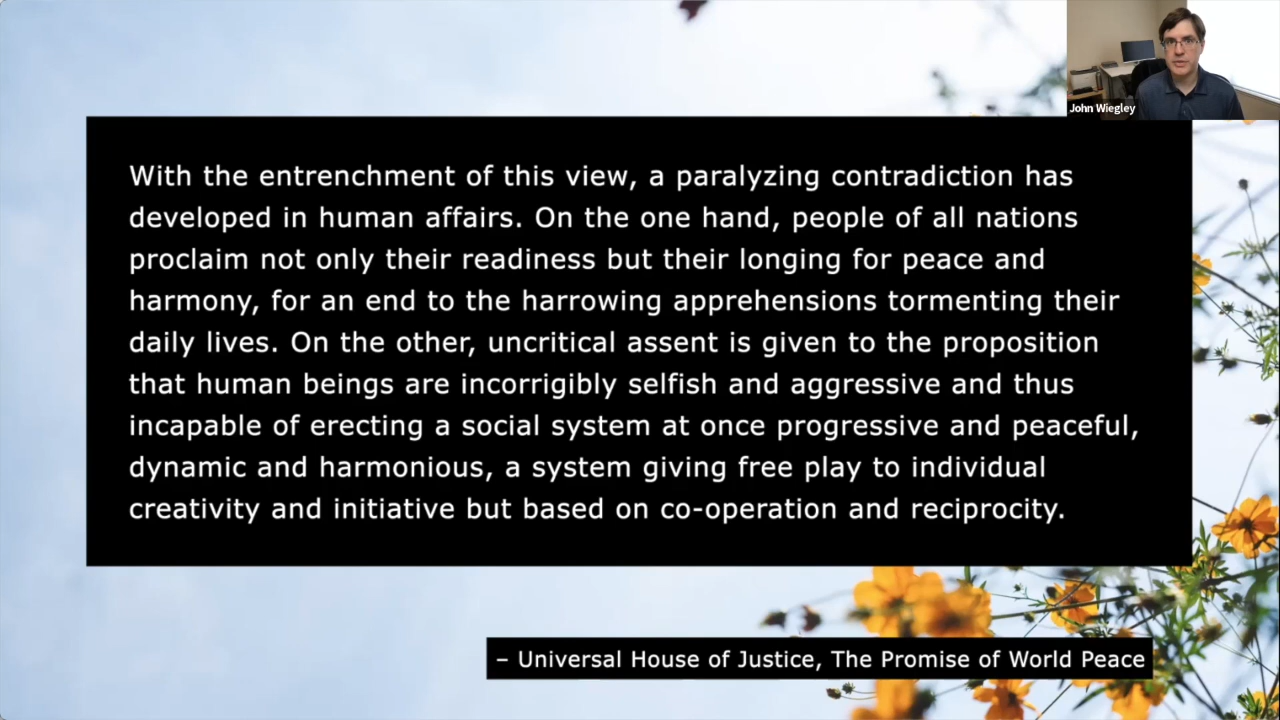 John Wiegley
With the entrenchment of this view, a paralyzing contradiction has
developed in human affairs. On the one hand, people of all nations
proclaim not only their readiness but their longing for peace and
harmony, for an end to the harrowing apprehensions tormenting their
daily lives. On the other, uncritical assent is given to the proposition
that human beings are incorrigibly selfish and aggressive and thus
incapable of erecting a social system at once progressive and peaceful,
dynamic and harmonious, a system giving free play to individual
creativity and initiative but based on co-operation and reciprocity.
– Universal House of Justice, The Promise of World Peace